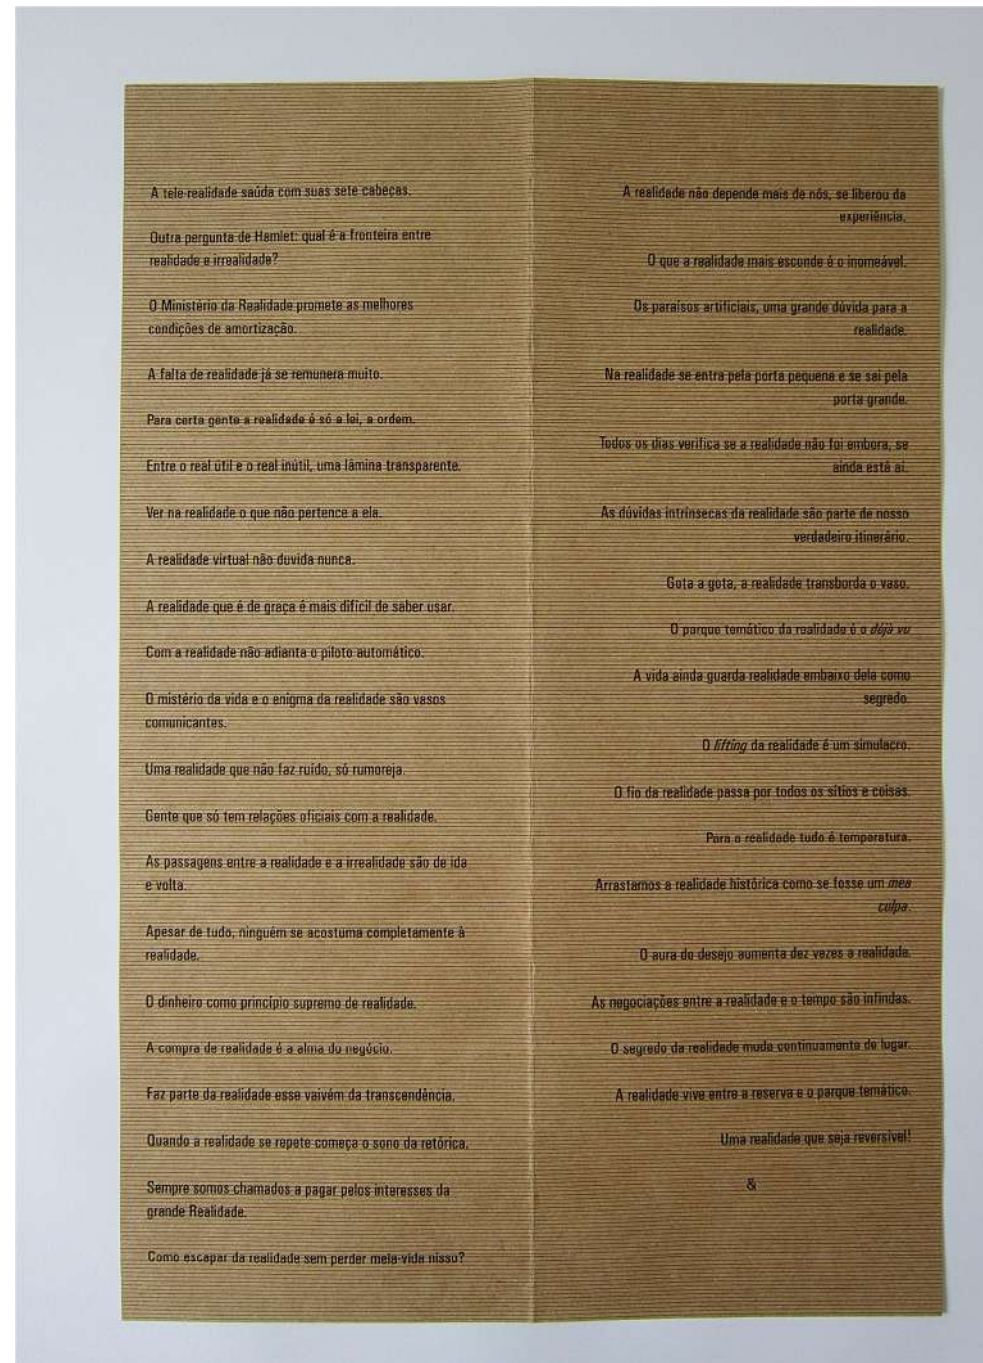 A tele-realidade saúda com suas sete cabeças.
Outra pergunta de Hamlet: qual é a fronteira entre
realidade e irrealidade?
O Ministério da Realidade promete as melhores
condições de amortização.
A falta de realidade já se remunera muito.
Para certa gente a realidade é só a lei, a ordem.
Entre o real útil e o real inútil, uma lâmina transparente.
Ver na realidade o que não pertence a ela.
A realidade virtual não duvida nunca.
A realidade que é de graça é mais difícil de saber usar.
Com a realidade não adianta o piloto automático.
O mistério da vida e o enigma da realidade são vasos
comunicantes.
Uma realidade que não faz ruído, só rumoreja.
Gente que só tem relações oficiais com a realidade.
As passagens entre a realidade e a irrealidade são de ida
e volta.
Apesar de tudo, ninguém se acostuma completamente à
realidade.
O dinheiro como princípio supremo de realidade.
A compra de realidade é a alma do negócio.
Faz parte da realidade esse vaivém da transcendência.
Quando a realidade se repete começa o sono da retórica.
Sempre somos chamados a pagar pelos interesses da
grande Realidade.
Como escapar da realidade sem perder meia-vida nisso?
A realidade não depende mais de nós, se liberou da
experiência.
O que a realidade mais esconde é o inomeável.
Os paraísos artificiais, uma grande dúvida para a
realidade.
Na realidade se entra pela porta pequena e se sai pela
porta grande.
Todos os dias verifica se a realidade não foi embora, se
ainda está aí.
As dúvidas intrínsecas da realidade são parte de nosso
verdadeiro itinerário.
Gota a gota, a realidade transborda o vaso.
O parque temático da realidade é o déjà vu
A vida ainda guarda realidade embaixo dela como
segredo.
O lifting da realidade é um simulacro.
O fio da realidade passa por todos os sítios e coisas.
Para a realidade tudo é temperatura.
Arrastamos a realidade histórica como se fosse um mea
culpa.
O aura do desejo aumenta dez vezes a realidade.
As negociações entre a realidade e o tempo são infindas.
O segredo da realidade muda continuamente de lugar.
A realidade vive entre a reserva e o parque temático.
Uma realidade que seja reversível!
&